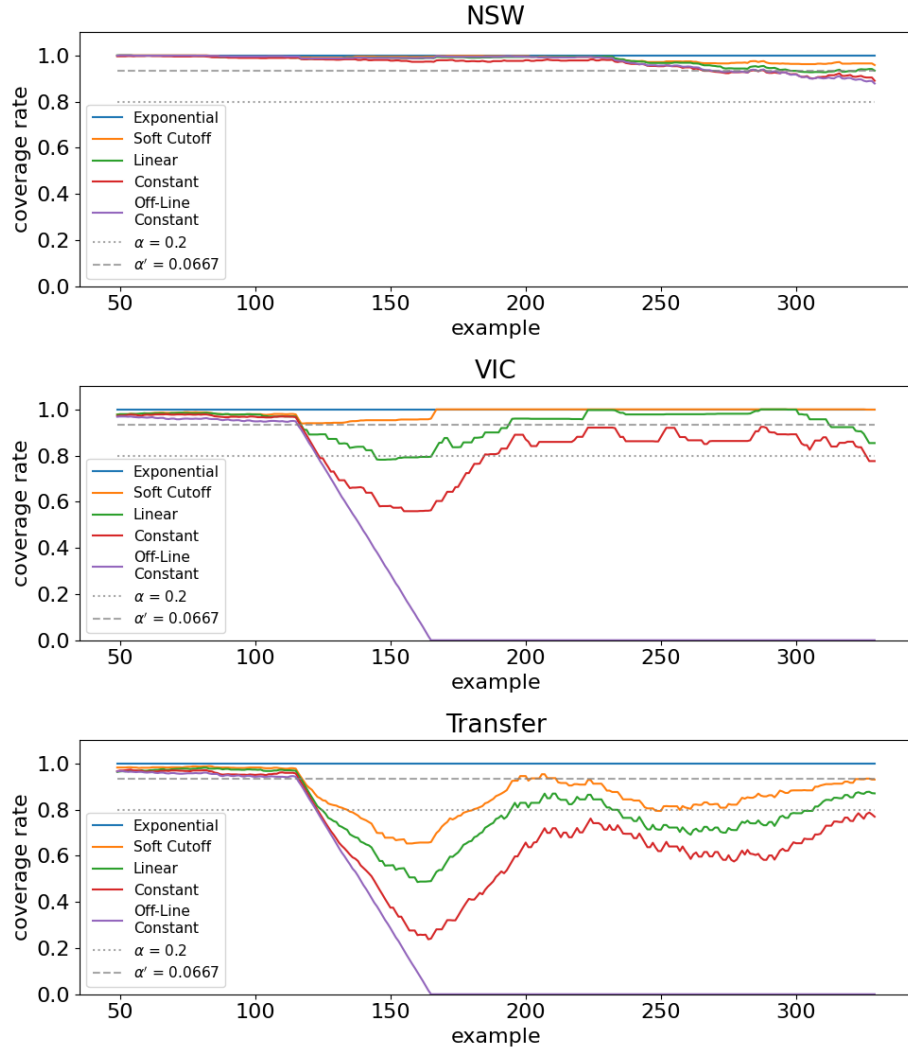 NSW
coverage rate
1.0
0.8
0.6
0.4
0.2
0.0
Exponential
Soft Cutoff
Linear
Constant
Off-Line
Constant
α = 0.2
α′ = 0.0667
50 100 150 200 250 300
example
VIC
coverage rate
1.0
0.8
0.6
0.4
0.2
0.0
Exponential
Soft Cutoff
Linear
Constant
Off-Line
Constant
α = 0.2
α′ = 0.0667
50 100 150 200 250 300
example
Transfer
coverage rate
1.0
0.8
0.6
0.4
0.2
0.0
Exponential
Soft Cutoff
Linear
Constant
Off-Line
Constant
α = 0.2
α′ = 0.0667
50 100 150 200 250 300
example